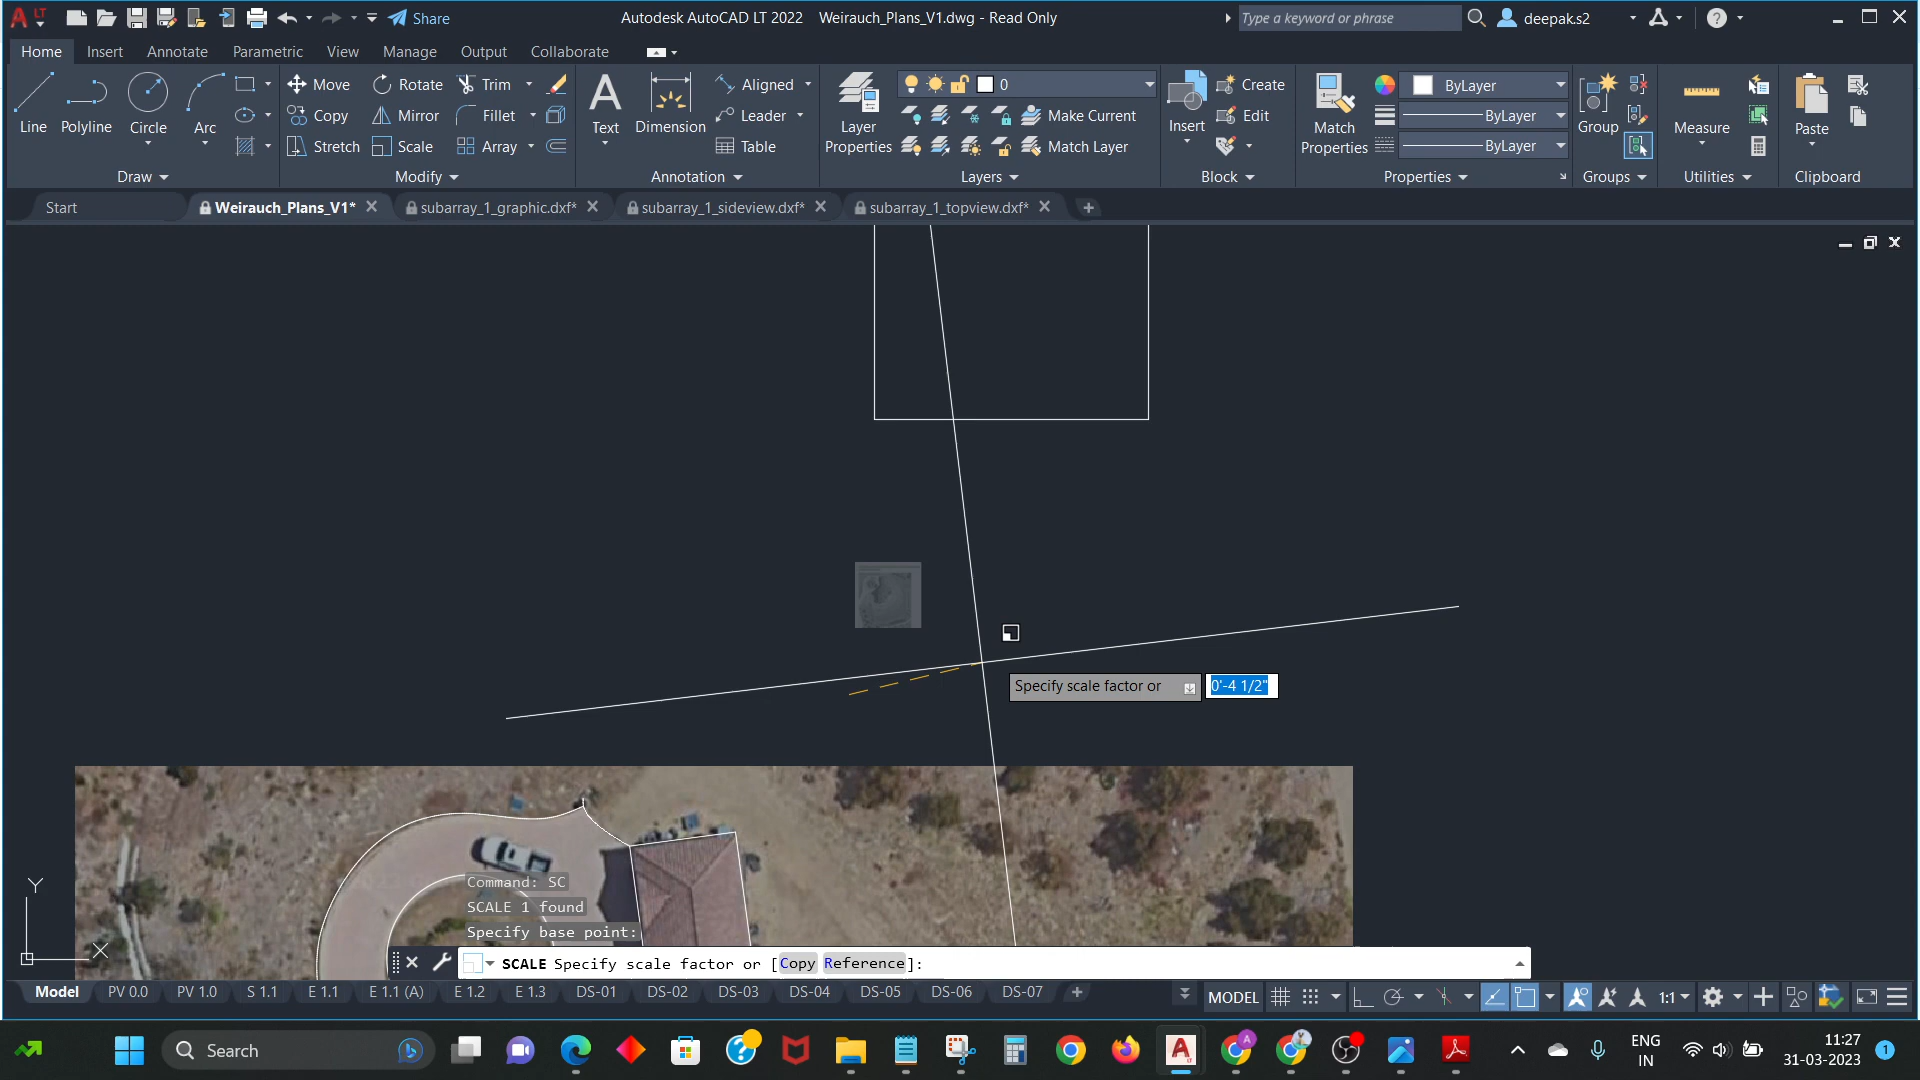 Share
Autodesk AutoCAD LT 2022 Weirauch_Plans_V1.dwg - Read Only
Type a keyword or phrase
deepak.s2
Home Insert Annotate Parametric View Manage Output Collaborate
Line Polyline Circle Arc
Move Rotate Trim
Copy Mirror Fillet
Stretch Scale Array
Text Dimension
Aligned
Leader
Table
Layer Properties
0
Make Current
Match Layer
Insert
Create
Edit
Match Properties
ByLayer
ByLayer
ByLayer
Group
Measure
Paste
Draw Modify Annotation Layers Block Properties Groups Utilities Clipboard
Start Weirauch_Plans_V1* subarray_1_graphic.dxf* subarray_1_sideview.dxf* subarray_1_topview.dxf*
Specify scale factor or 0'-4 1/2"
Y
X
Command: SC
SCALE 1 found
Specify base point:
SCALE Specify scale factor or [Copy Reference]:
Model PV 0.0 PV 1.0 S 1.1 E 1.1 E 1.1 (A) E 1.2 E 1.3 DS-01 DS-02 DS-03 DS-04 DS-05 DS-06 DS-07
MODEL 1:1
Search
ENG
IN
11:27
31-03-2023
1